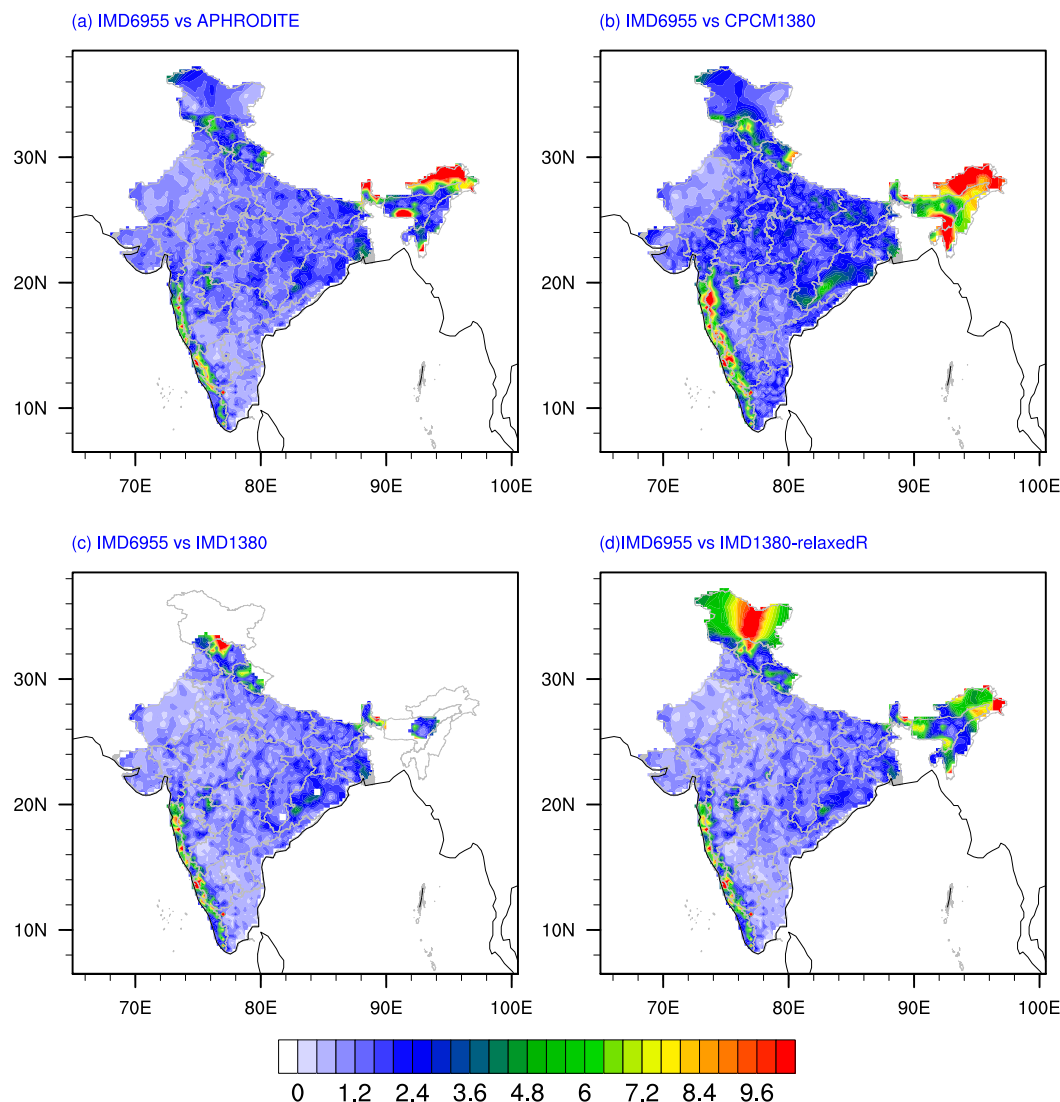 (a) IMD6955 vs APHRODITE
(b) IMD6955 vs CPCM1380
30N
20N
10N
70E 80E 90E 100E
30N
20N
10N
70E 80E 90E 100E
(c) IMD6955 vs IMD1380
(d)IMD6955 vs IMD1380-relaxedR
30N
20N
10N
70E 80E 90E 100E
30N
20N
10N
70E 80E 90E 100E
0 1.2 2.4 3.6 4.8 6 7.2 8.4 9.6